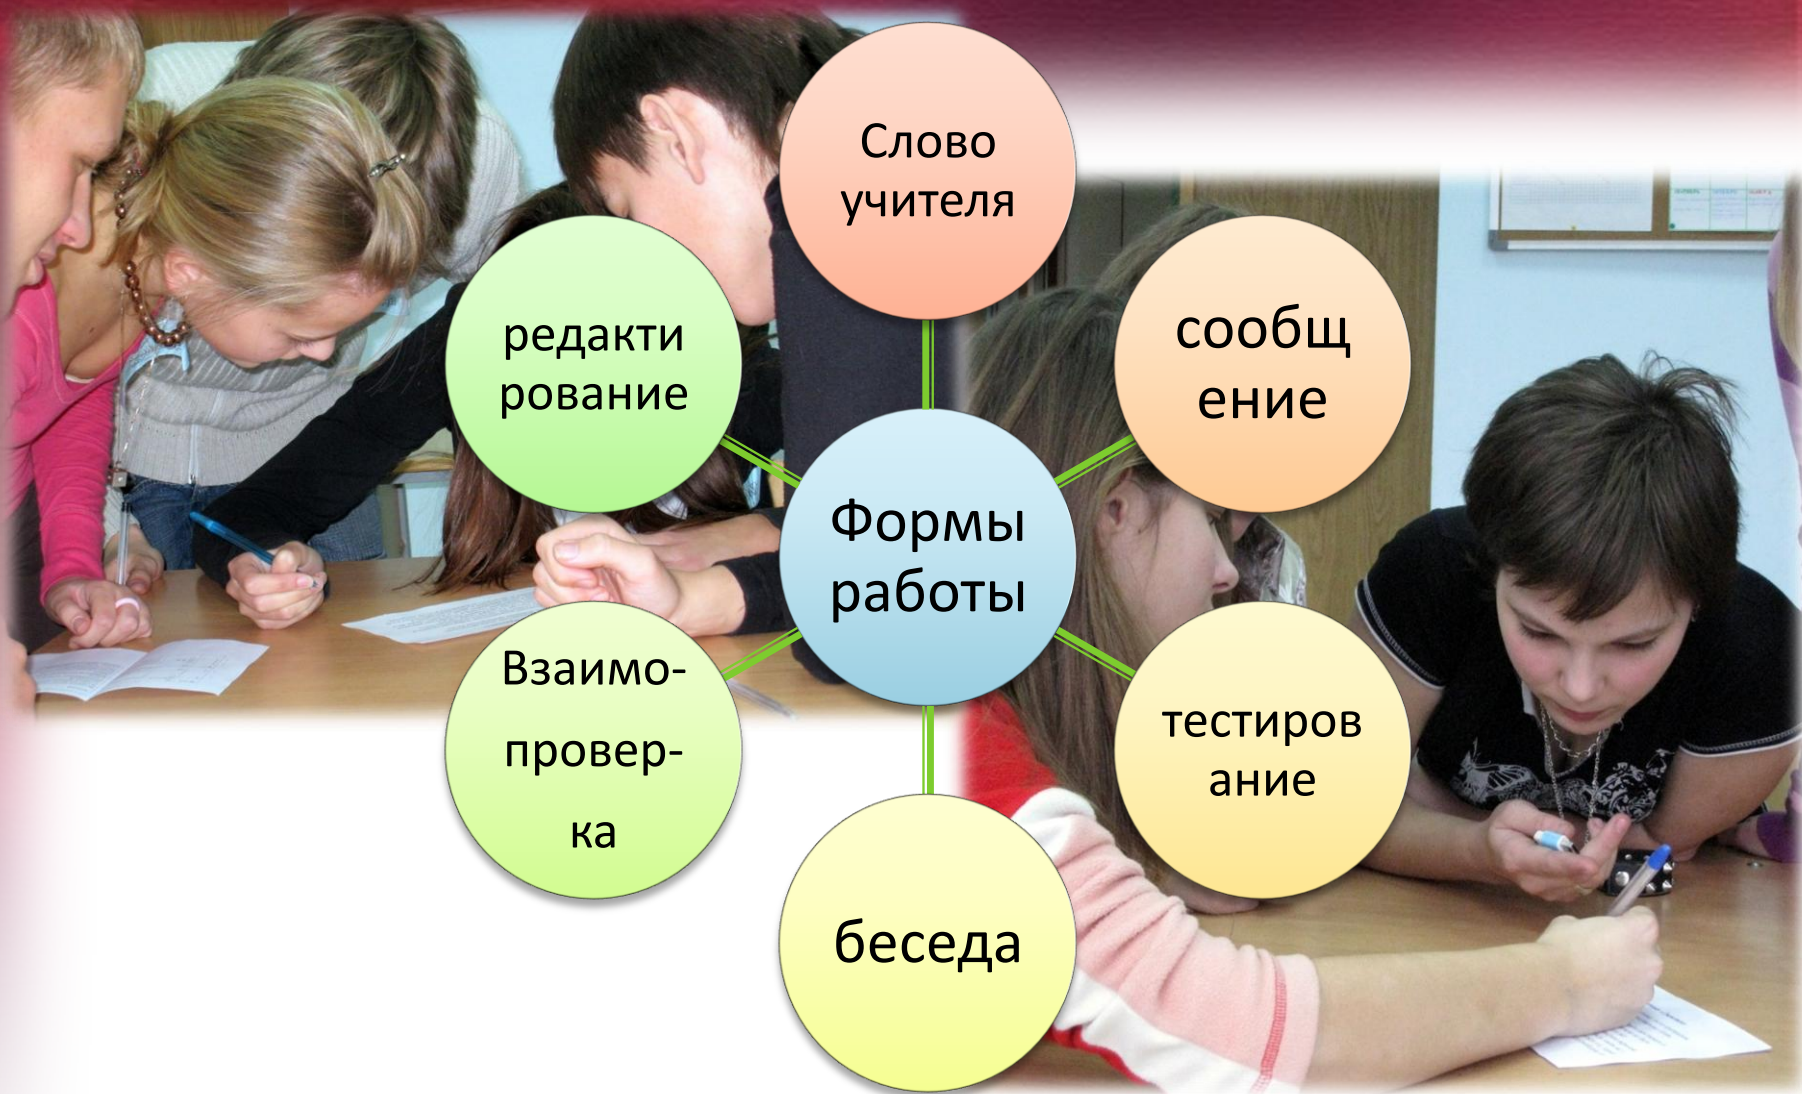 Слово
учителя
сообщ
ение
тестиров
ание
беседа
Взаимо-
провер-
ка
редакти
рование
Формы
работы